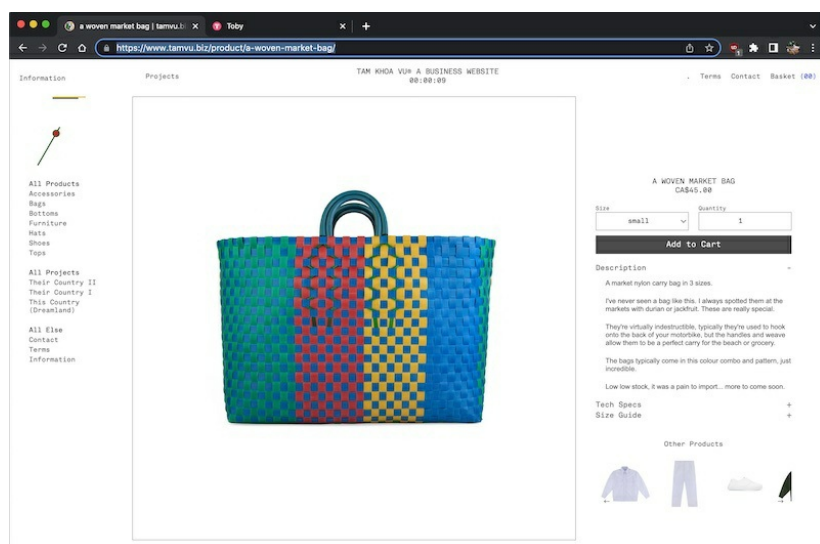 a woven market bag | tamvu.bi
Toby
https://www.tamvu.biz/product/a-woven-market-bag/
Information
Projects
TAM KHOA VU® A BUSINESS WEBSITE
00:00:09
. Terms Contact Basket (00)
All Products
Accessories
Bags
Bottoms
Furniture
Hats
Shoes
Tops
All Projects
Their Country II
Their Country I
This Country
(Dreamland)
All Else
Contact
Terms
Information
A WOVEN MARKET BAG
CA$45.00
Size
Quantity
small
1
Add to Cart
Description -
A market nylon carry bag in 3 sizes.
I've never seen a bag like this. I always spotted them at the
markets with durian or jackfruit. These are really special.
They're virtually indestructible, typically they're used to hook
onto the back of your motorbike, but the handles and weave
allow them to be a perfect carry for the beach or grocery.
The bags typically come in this colour combo and pattern, just
incredible.
Low low stock, it was a pain to import... more to come soon.
Tech Specs +
Size Guide +
Other Products